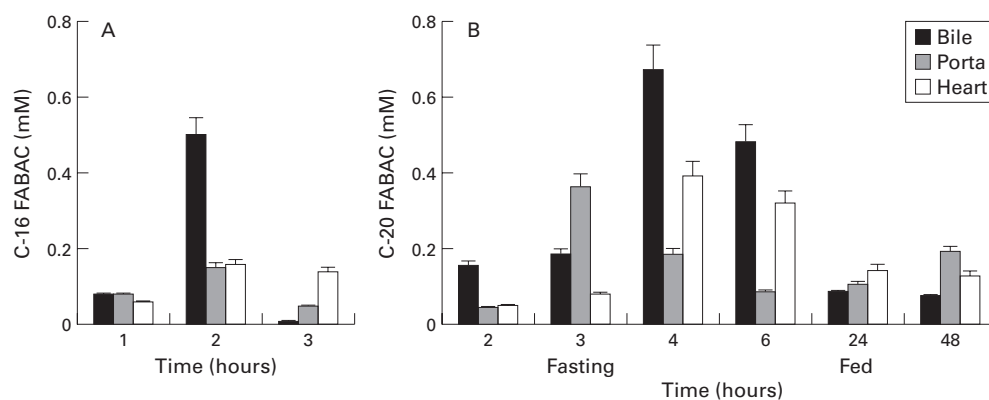 A
C-16 FABAC (mM)
0.8
0.6
0.4
0.2
0
1 2 3
Time (hours)
B
C-20 FABAC (mM)
0.8
0.6
0.4
0.2
0
2 3 4 6 24 48
Fasting Fed
Time (hours)
Bile
Porta
Heart